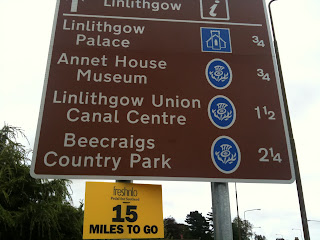 Linlithgow i
Linlithgow
Palace 3/4
Annet House
Museum 3/4
Linlithgow Union
Canal Centre 1 1/2
Beecraigs
Country Park 2 1/4
freshnlo
15
MILES TO GO